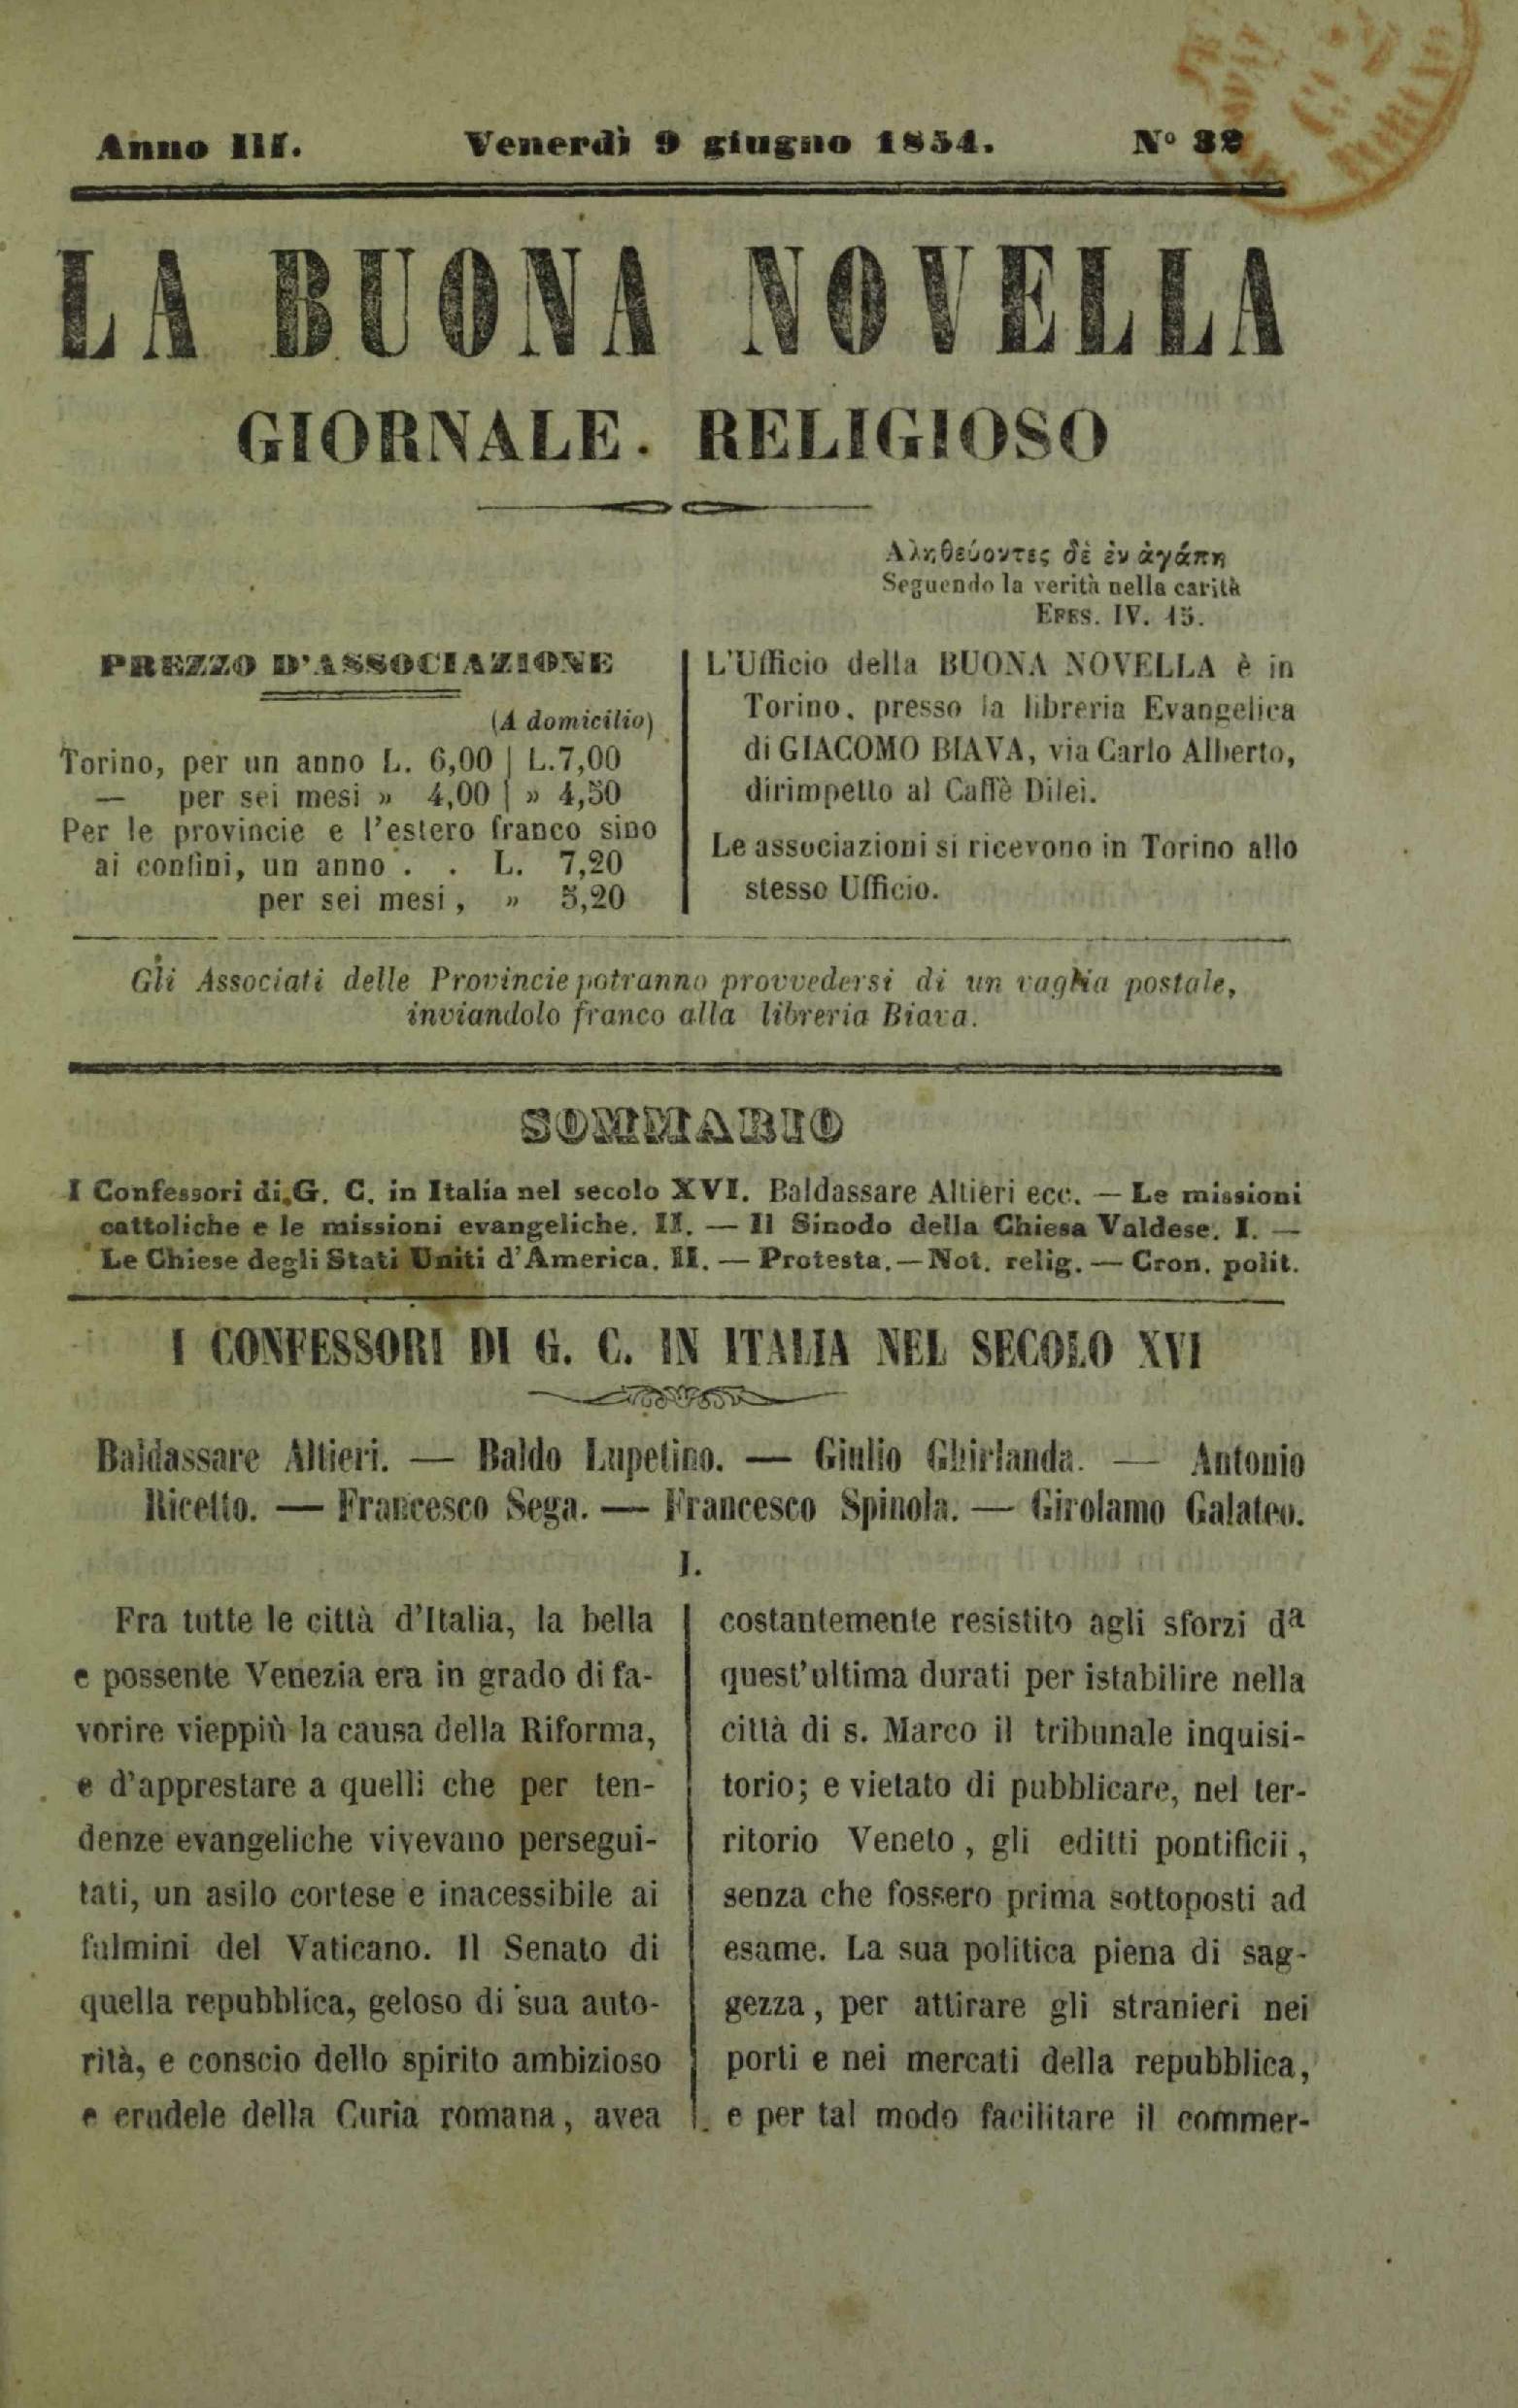 Anno III. Venerdì 9 giugno 1854. N° 32
LA BUONA NOVELLA
GIORNALE. RELIGIOSO
Αληθεύοντες δὲ ἐν ἀγάπη
Seguendo la verità nella carità
EFES. IV. 15.
PREZZO D'ASSOCIAZIONE
(A domicilio)
Torino, per un anno L. 6,00 | L.7,00
— per sei mesi » 4,00 | » 4,50
Per le provincie e l'estero franco sino
ai confini, un anno . . L. 7,20
per sei mesi, » 5,20
L'Ufficio della BUONA NOVELLA è in
Torino, presso la libreria Evangelica
di GIACOMO BIAVA, via Carlo Alberto,
dirimpetto al Caffè Dilei.
Le associazioni si ricevono in Torino allo
stesso Ufficio.
Gli Associati delle Provincie potranno provvedersi di un vaglia postale,
inviandolo franco alla libreria Biava.
SOMMARIO
I Confessori di G. C. in Italia nel secolo XVI. Baldassare Altieri ecc. — Le missioni
cattoliche e le missioni evangeliche. II. — Il Sinodo della Chiesa Valdese. I. —
Le Chiese degli Stati Uniti d'America. II. — Protesta. — Not. relig. — Cron. polit.
I CONFESSORI DI G. C. IN ITALIA NEL SECOLO XVI
Baldassare Altieri. — Baldo Lupetino. — Giulio Ghirlanda. — Antonio
Ricetto. — Francesco Sega. — Francesco Spinola. — Girolamo Galateo.
I.
Fra tutte le città d'Italia, la bella
e possente Venezia era in grado di fa-
vorire vieppiù la causa della Riforma,
e d'apprestare a quelli che per ten-
denze evangeliche vivevano persegui-
tati, un asilo cortese e inacessibile ai
fulmini del Vaticano. Il Senato di
quella repubblica, geloso di sua auto-
rità, e conscio dello spirito ambizioso
e crudele della Curia romana, avea
costantemente resistito agli sforzi da
quest'ultima durati per istabilire nella
città di s. Marco il tribunale inquisi-
torio; e vietato di pubblicare, nel ter-
ritorio Veneto, gli editti pontificii,
senza che fossero prima sottoposti ad
esame. La sua politica piena di sag-
gezza, per attirare gli stranieri nei
porti e nei mercati della repubblica,
e per tal modo facilitare il commer-